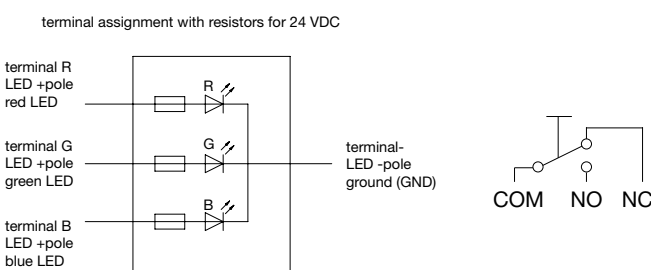 terminal assignment with resistors for 24 VDC
terminal R
LED +pole
red LED
R
terminal G
LED +pole
green LED
G
terminal B
LED +pole
blue LED
B
terminal-
LED -pole
ground (GND)
COM NO NC